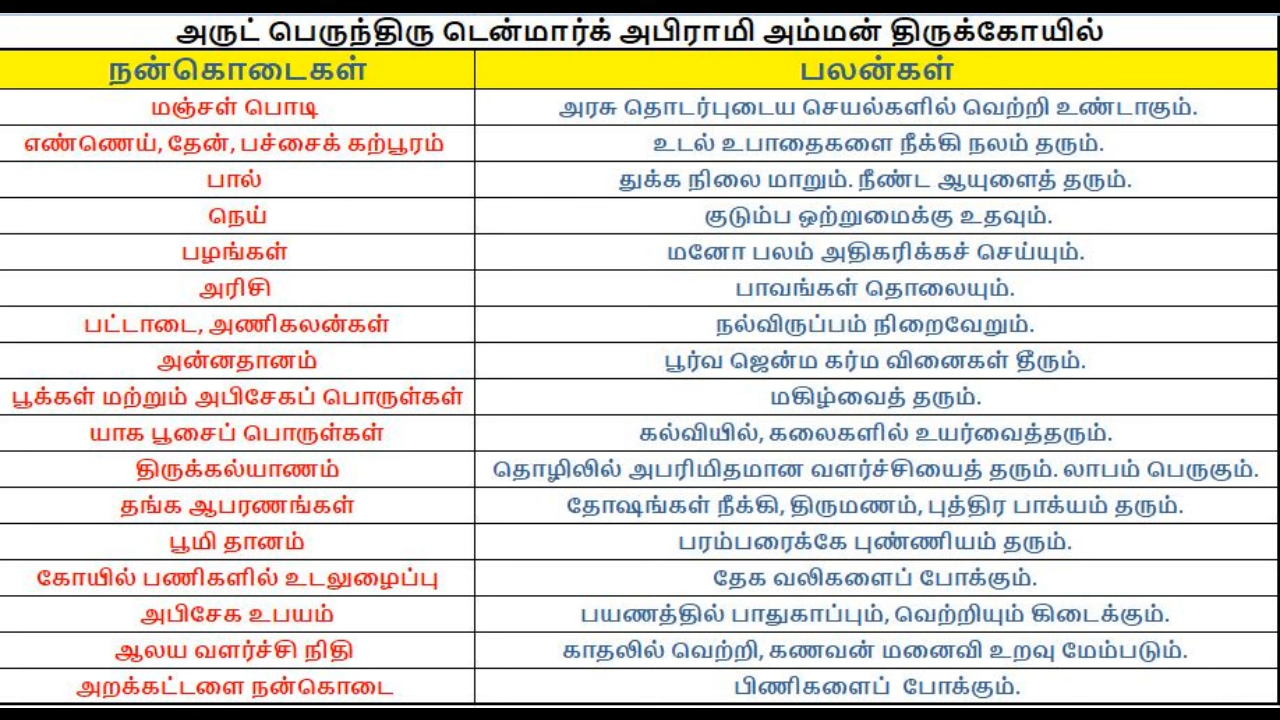 அருட் பெருந்திரு டென்மார்க் அபிராமி அம்மன் திருக்கோயில்
நன்கொடைகள் பலன்கள்
மஞ்சள் பொடி அரசு தொடர்புடைய செயல்களில் வெற்றி உண்டாகும்.
எண்ணெய், தேன், பச்சைக் கற்பூரம் உடல் உபாதைகளை நீக்கி நலம் தரும்.
பால் துக்க நிலை மாறும். நீண்ட ஆயுளைத் தரும்.
நெய் குடும்ப ஒற்றுமைக்கு உதவும்.
பழங்கள் மனோ பலம் அதிகரிக்கச் செய்யும்.
அரிசி பாவங்கள் தொலையும்.
பட்டாடை, அணிகலன்கள் நல்விருப்பம் நிறைவேறும்.
அன்னதானம் பூர்வ ஜென்ம கர்ம வினைகள் தீரும்.
பூக்கள் மற்றும் அபிசேகப் பொருள்கள் மகிழ்வைத் தரும்.
யாக பூசைப் பொருள்கள் கல்வியில், கலைகளில் உயர்வைத்தரும்.
திருக்கல்யாணம் தொழிலில் அபரிமிதமான வளர்ச்சியைத் தரும். லாபம் பெருகும்.
தங்க ஆபரணங்கள் தோஷங்கள் நீக்கி, திருமணம், புத்திர பாக்யம் தரும்.
பூமி தானம் பரம்பரைக்கே புண்ணியம் தரும்.
கோயில் பணிகளில் உடலுழைப்பு தேக வலிகளைப் போக்கும்.
அபிசேக உபயம் பயணத்தில் பாதுகாப்பும், வெற்றியும் கிடைக்கும்.
ஆலய வளர்ச்சி நிதி காதலில் வெற்றி, கணவன் மனைவி உறவு மேம்படும்.
அறக்கட்டளை நன்கொடை பிணிகளைப் போக்கும்.